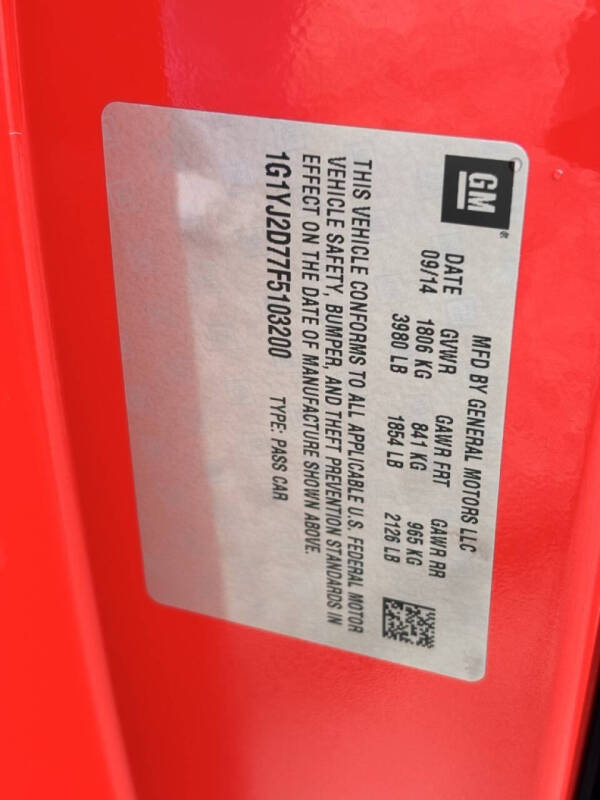 GM®
MFD BY GENERAL MOTORS LLC
DATE GVWR GAWR FRT GAWR RR
09/14 1806 KG 841 KG 965 KG
3980 LB 1854 LB 2126 LB
THIS VEHICLE CONFORMS TO ALL APPLICABLE U.S. FEDERAL MOTOR
VEHICLE SAFETY, BUMPER, AND THEFT PREVENTION STANDARDS IN
EFFECT ON THE DATE OF MANUFACTURE SHOWN ABOVE.
1G1YJ2D77F5103200 TYPE: PASS CAR